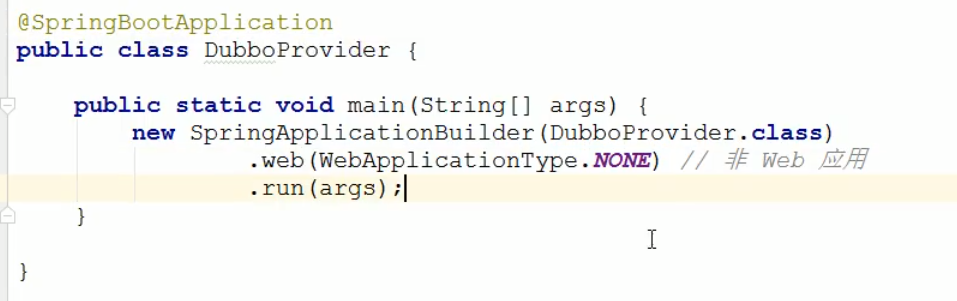 @SpringBootApplication
public class DubboProvider {
public static void main(String[] args) {
new SpringApplicationBuilder(DubboProvider.class)
.web(WebApplicationType.NONE) // 非 Web 应用
.run(args);
}
}